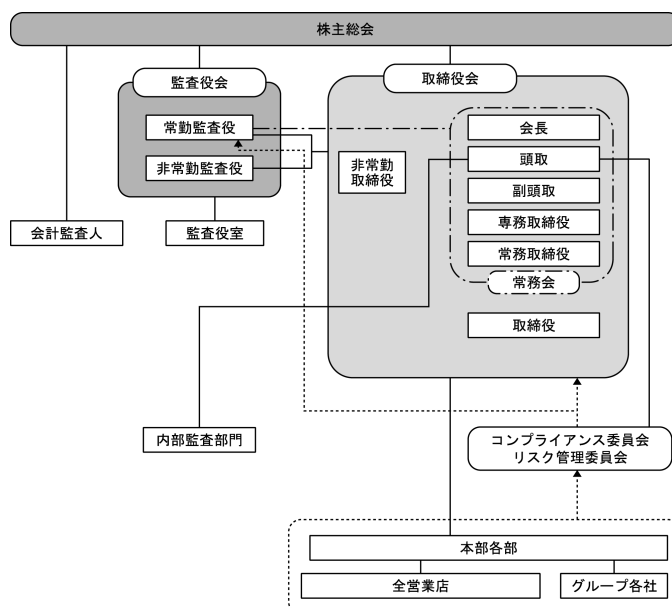 株主総会
監査役会
取締役会
常勤監査役
会長
非常勤監査役
非常勤
取締役
頭取
副頭取
専務取締役
常務取締役
常務会
会計監査人
監査役室
取締役
内部監査部門
コンプライアンス委員会
リスク管理委員会
本部各部
全営業店
グループ各社